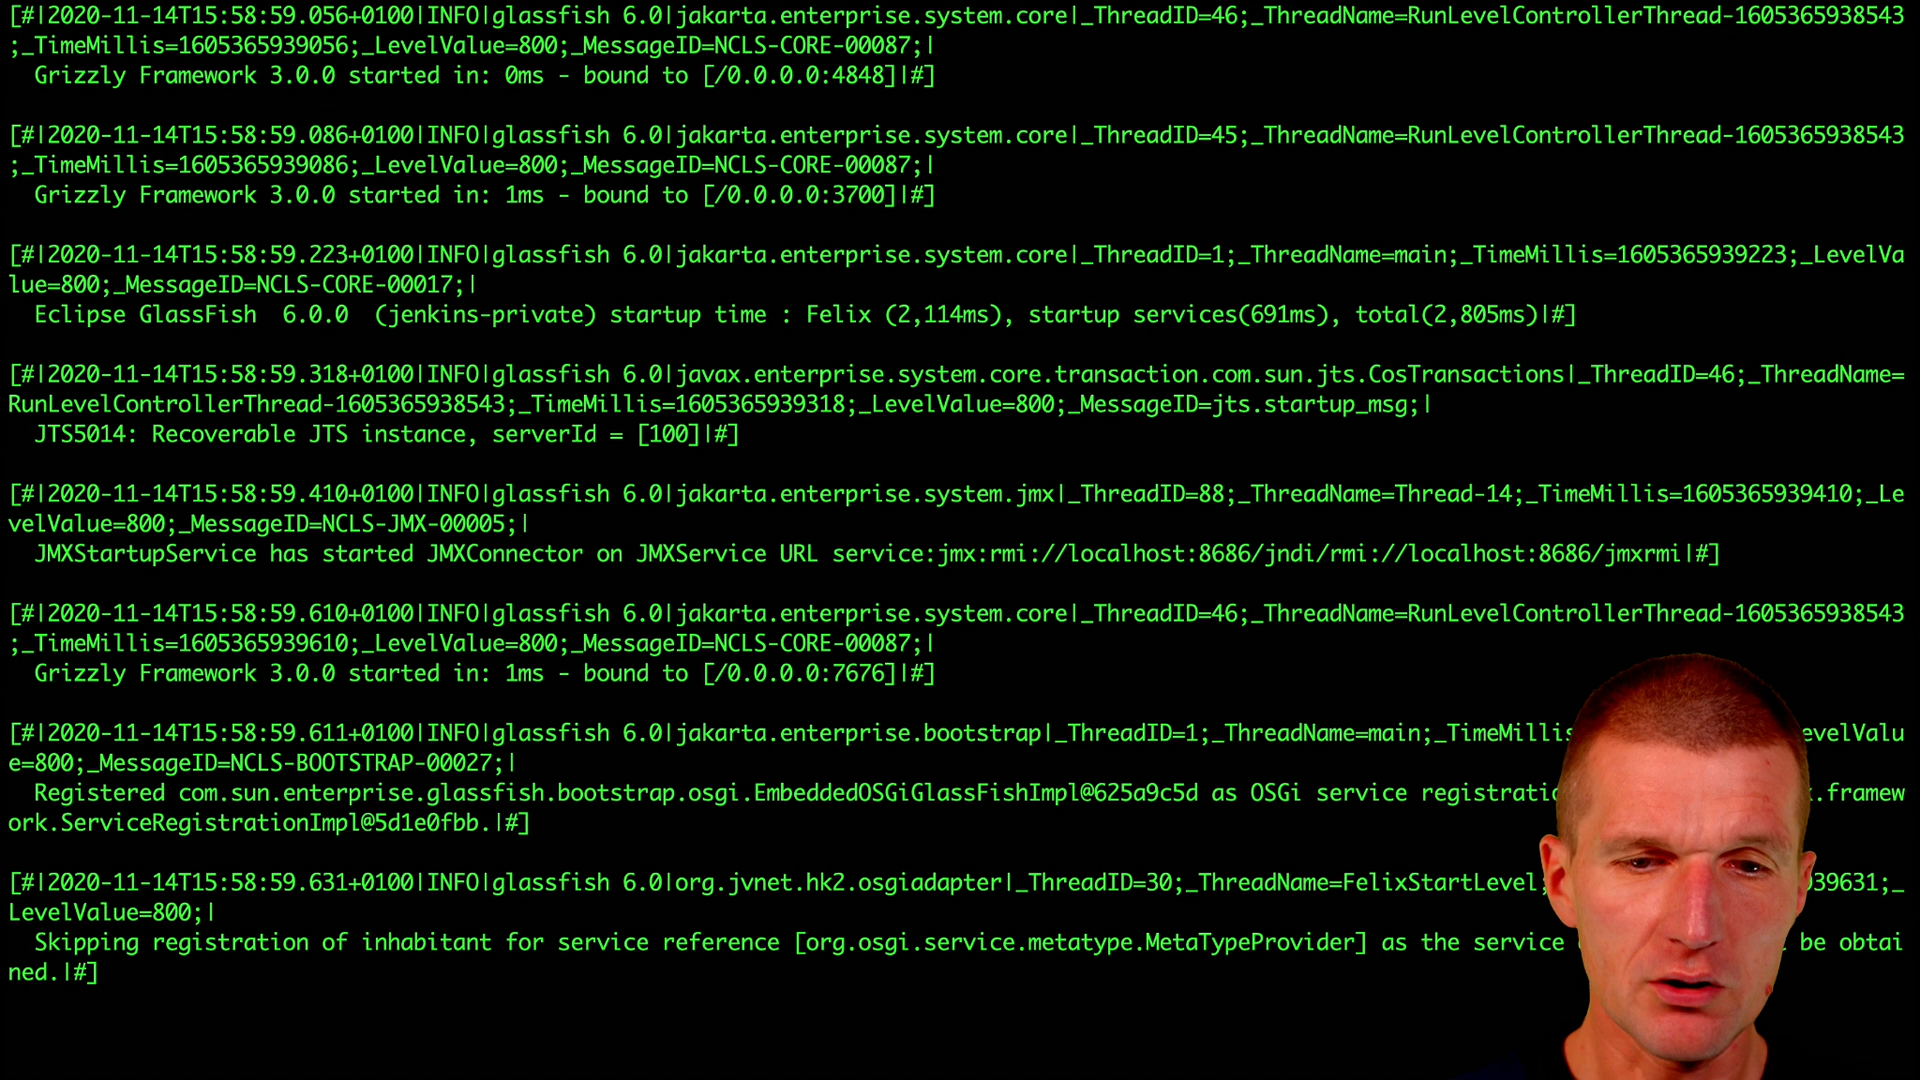 [#|2020-11-14T15:58:59.056+0100|INFO|glassfish 6.0|jakarta.enterprise.system.core|_ThreadID=46;_ThreadName=RunLevelControllerThread-1605365938543
;_TimeMillis=1605365939056;_LevelValue=800;_MessageID=NCLS-CORE-00087;|
Grizzly Framework 3.0.0 started in: 0ms - bound to [/0.0.0.0:4848]|#]
[#|2020-11-14T15:58:59.086+0100|INFO|glassfish 6.0|jakarta.enterprise.system.core|_ThreadID=45;_ThreadName=RunLevelControllerThread-1605365938543
;_TimeMillis=1605365939086;_LevelValue=800;_MessageID=NCLS-CORE-00087;|
Grizzly Framework 3.0.0 started in: 1ms - bound to [/0.0.0.0:3700]|#]
[#|2020-11-14T15:58:59.223+0100|INFO|glassfish 6.0|jakarta.enterprise.system.core|_ThreadID=1;_ThreadName=main;_TimeMillis=1605365939223;_LevelVa
lue=800;_MessageID=NCLS-CORE-00017;|
Eclipse GlassFish  6.0.0  (jenkins-private) startup time : Felix (2,114ms), startup services(691ms), total(2,805ms)|#]
[#|2020-11-14T15:58:59.318+0100|INFO|glassfish 6.0|javax.enterprise.system.core.transaction.com.sun.jts.CosTransactions|_ThreadID=46;_ThreadName=
RunLevelControllerThread-1605365938543;_TimeMillis=1605365939318;_LevelValue=800;_MessageID=jts.startup_msg;|
JTS5014: Recoverable JTS instance, serverId = [100]|#]
[#|2020-11-14T15:58:59.410+0100|INFO|glassfish 6.0|jakarta.enterprise.system.jmx|_ThreadID=88;_ThreadName=Thread-14;_TimeMillis=1605365939410;_Le
velValue=800;_MessageID=NCLS-JMX-00005;|
JMXStartupService has started JMXConnector on JMXService URL service:jmx:rmi://localhost:8686/jndi/rmi://localhost:8686/jmxrmi|#]
[#|2020-11-14T15:58:59.610+0100|INFO|glassfish 6.0|jakarta.enterprise.system.core|_ThreadID=46;_ThreadName=RunLevelControllerThread-1605365938543
;_TimeMillis=1605365939610;_LevelValue=800;_MessageID=NCLS-CORE-00087;|
Grizzly Framework 3.0.0 started in: 1ms - bound to [/0.0.0.0:7676]|#]
[#|2020-11-14T15:58:59.611+0100|INFO|glassfish 6.0|jakarta.enterprise.bootstrap|_ThreadID=1;_ThreadName=main;_TimeMillis evelValu
e=800;_MessageID=NCLS-BOOTSTRAP-00027;|
Registered com.sun.enterprise.glassfish.bootstrap.osgi.EmbeddedOSGiGlassFishImpl@625a9c5d as OSGi service registratio .framew
ork.ServiceRegistrationImpl@5d1e0fbb.|#]
[#|2020-11-14T15:58:59.631+0100|INFO|glassfish 6.0|org.jvnet.hk2.osgiadapter|_ThreadID=30;_ThreadName=FelixStartLevel; 39631;_
LevelValue=800;|
Skipping registration of inhabitant for service reference [org.osgi.service.metatype.MetaTypeProvider] as the service be obtai
ned.|#]